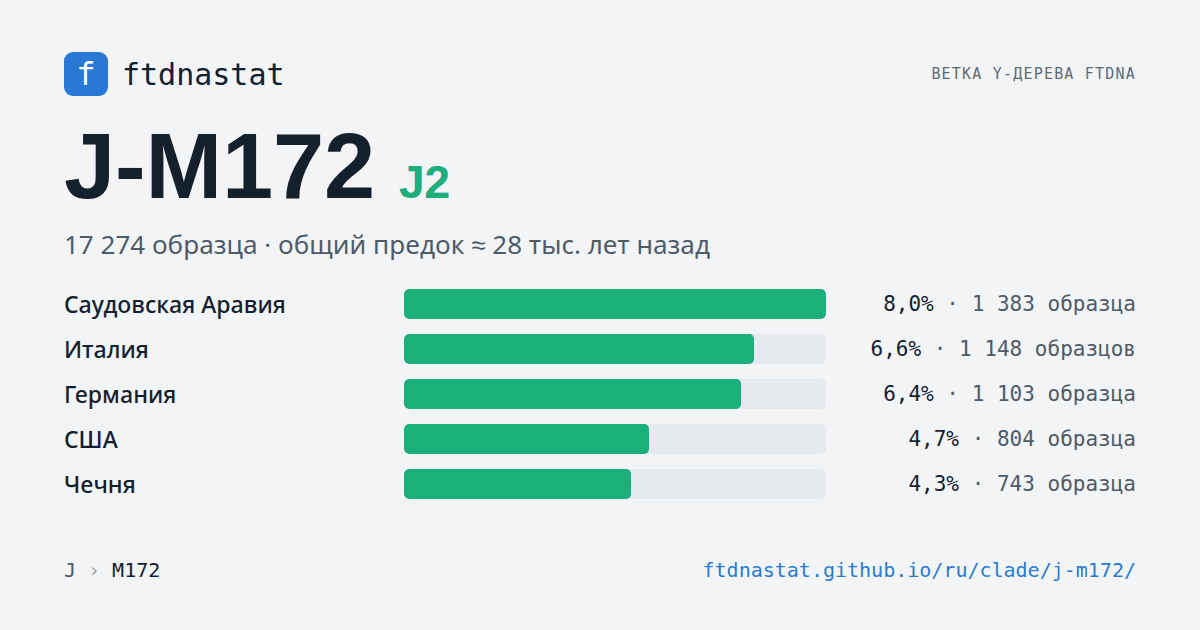 f ftdnastat
ВЕТКА Y-ДЕРЕВА FTDNA
J-M172 J2
17 274 образца · общий предок ≈ 28 тыс. лет назад
Саудовская Аравия 8,0% · 1 383 образца
Италия 6,6% · 1 148 образцов
Германия 6,4% · 1 103 образца
США 4,7% · 804 образца
Чечня 4,3% · 743 образца
J › M172
ftdnastat.github.io/ru/clade/j-m172/